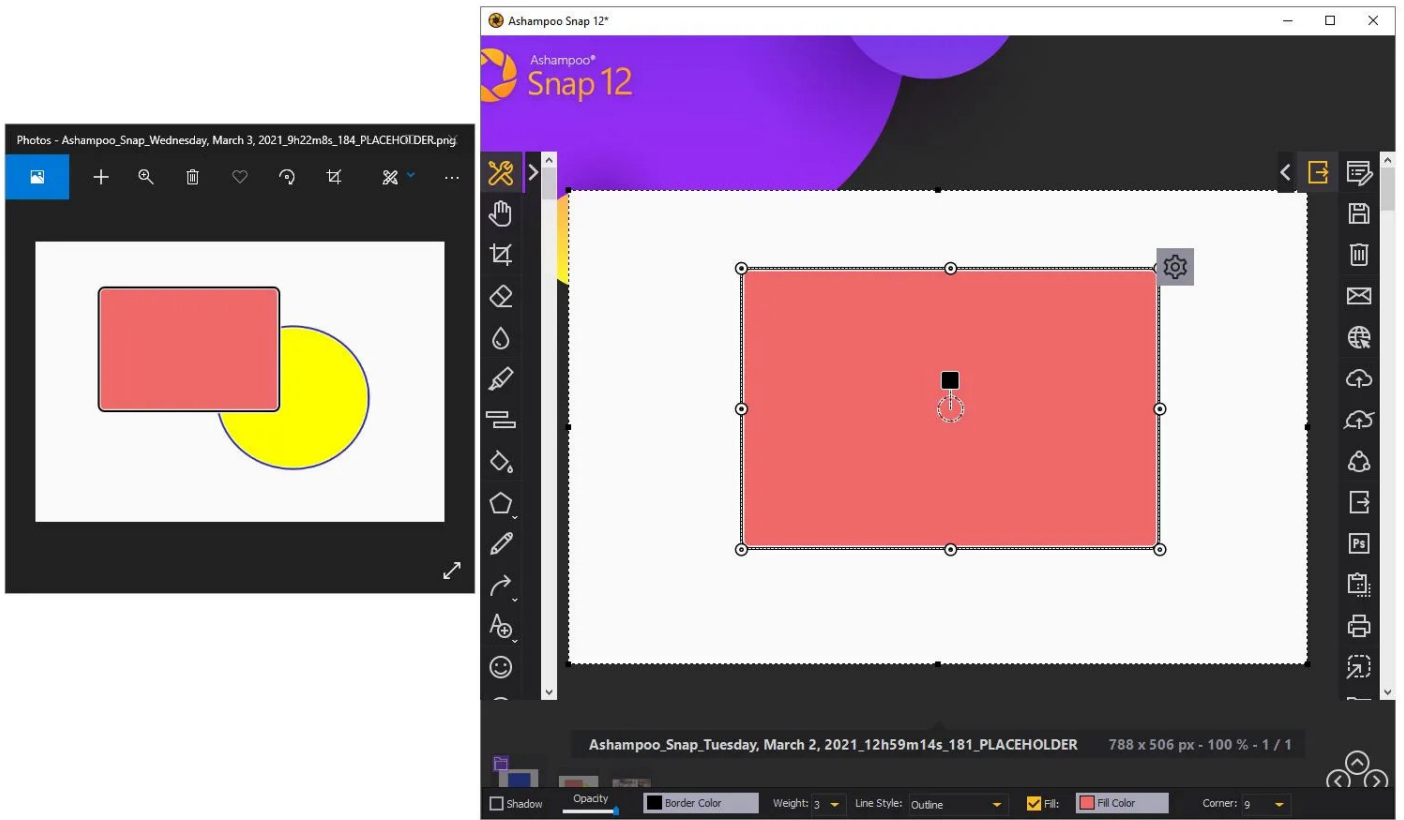 Photos - Ashampoo_Snap_Wednesday, March 3, 2021_9h22m8s_184_PLACEHOLDER.png
Ashampoo Snap 12*
Ashampoo®
Snap 12
Ps
Ashampoo_Snap_Tuesday, March 2, 2021_12h59m14s_181_PLACEHOLDER 788 x 506 px - 100 % - 1 / 1
Shadow Opacity Border Color Weight: 3 Line Style: Outline Fill: Fill Color Corner: 9